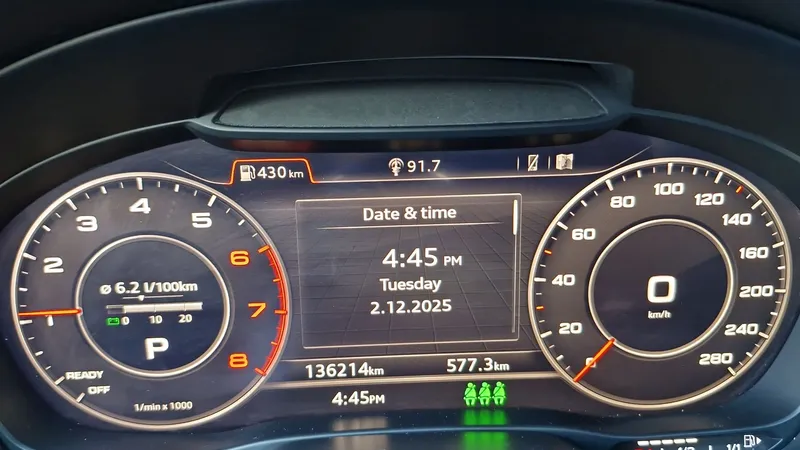 430 km
91.7
Date & time
4:45 PM
Tuesday
2.12.2025
136214km
577.3km
4:45PM
1
2
3
4
5
6
7
8
ø 6.2 l/100km
0 10 20
P
READY
OFF
1/min x 1000
20
40
60
80
100
120
140
160
200
240
260
0
km/h
1/1